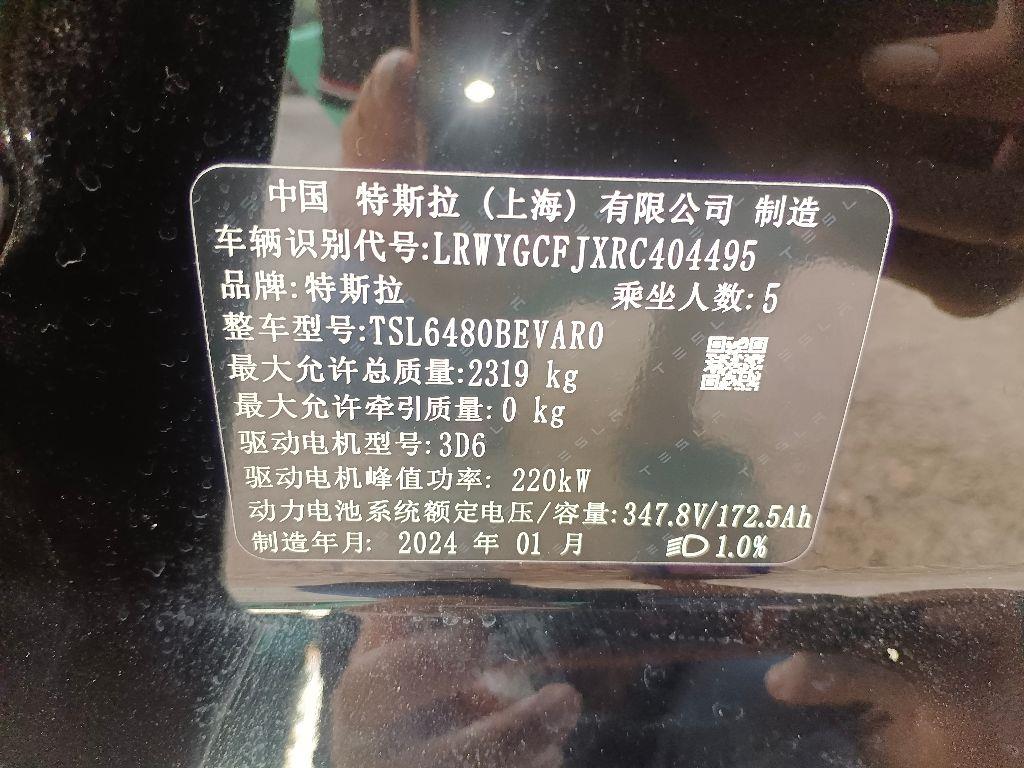 中国 特斯拉 (上海) 有限公司 制造
车辆识别代号:LRWYGCFJXRC404495
品牌:特斯拉 乘坐人数:5
整车型号:TSL6480BEVAR0
最大允许总质量:2319 kg
最大允许牵引质量:0 kg
驱动电机型号:3D6
驱动电机峰值功率: 220kW
动力电池系统额定电压/容量:347.8V/172.5Ah
制造年月: 2024 年 01 月 1.0%